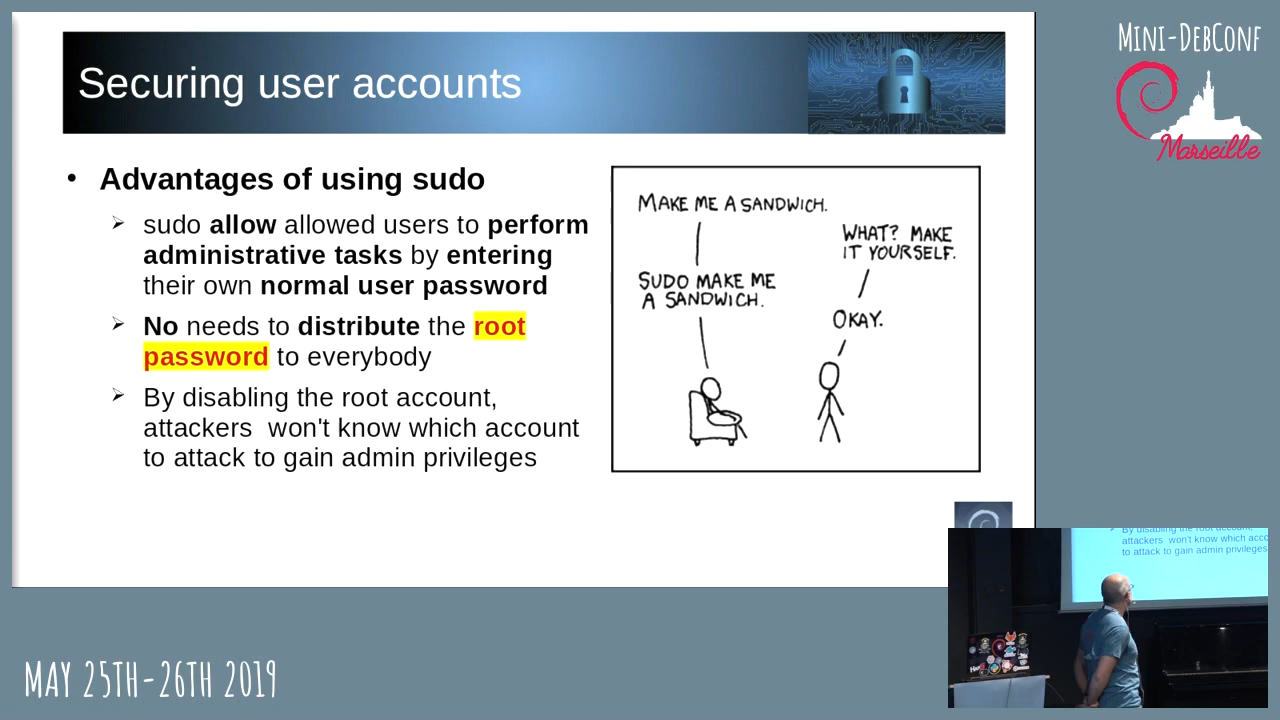 Securing user accounts
Mini-DebConf
Marseille
• Advantages of using sudo
sudo allow allowed users to perform
administrative tasks by entering
their own normal user password
No needs to distribute the root
password to everybody
By disabling the root account,
attackers  won't know which account
to attack to gain admin privileges
MAKE ME A SANDWICH.
WHAT? MAKE
IT YOURSELF.
SUDO MAKE ME
A SANDWICH.
OKAY.
By disabling the root account,
attackers  won't know which acco
to attack to gain admin privileges
MAY 25TH-26TH 2019